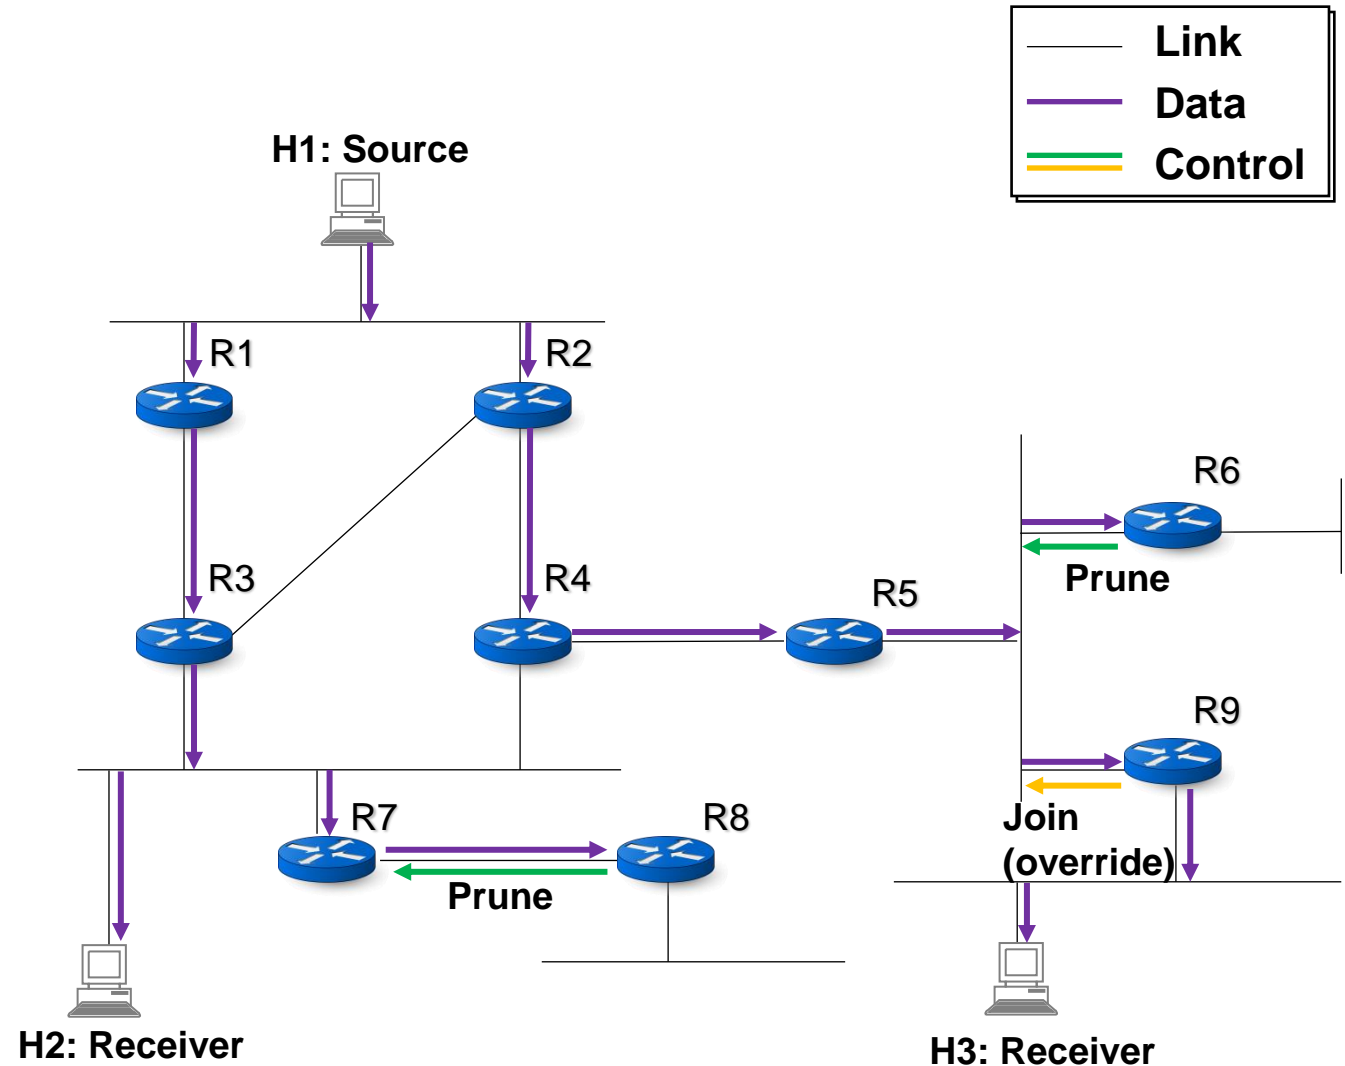 Link
Data
Control
H1: Source
R1
R2
R3
R4
R5
R6
Prune
R9
Join
(override)
R7
R8
Prune
H2: Receiver
H3: Receiver